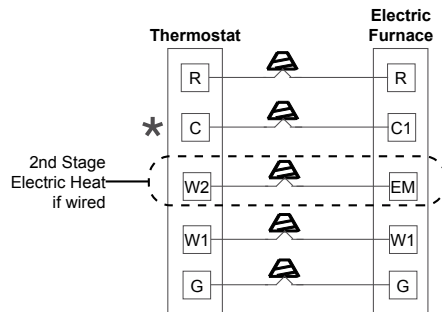 Electric
Thermostat Furnace
R R
* C C1
2nd Stage
Electric Heat
if wired
W2 EM
W1 W1
G G